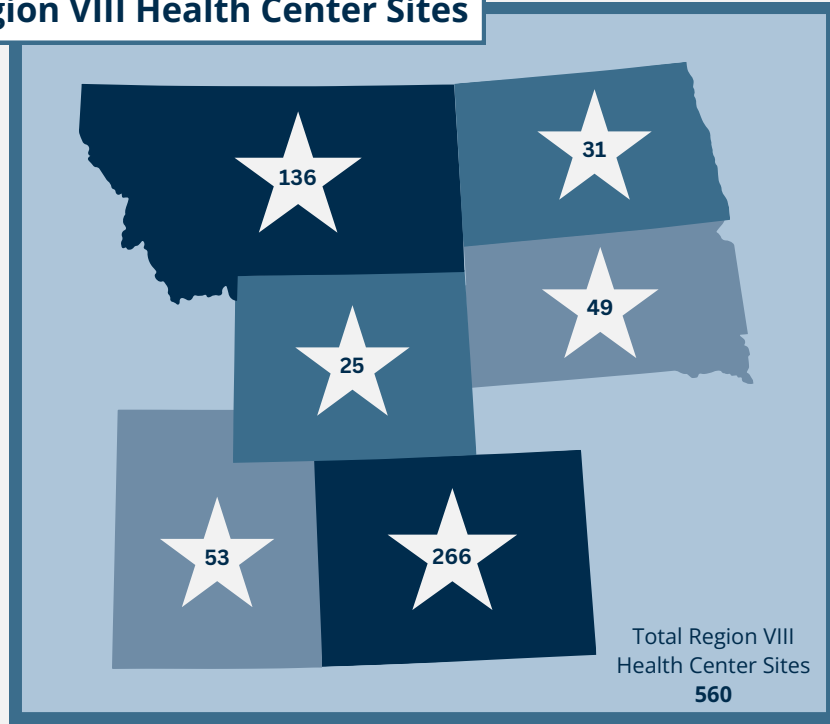 gion VIII Health Center Sites
136
31
49
25
53
266
Total Region VIII
Health Center Sites
560